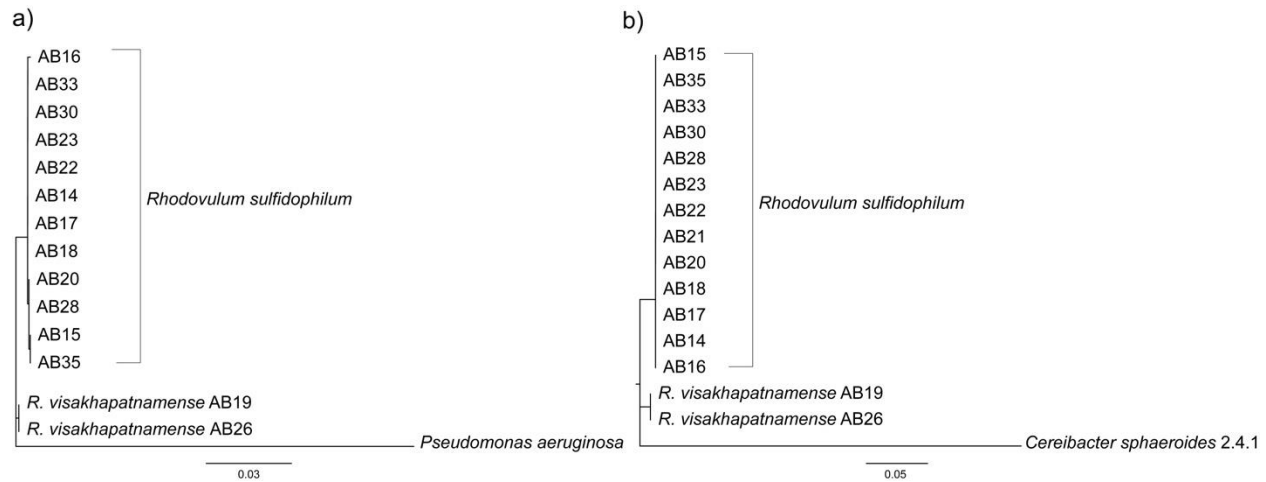 a)
AB16
AB33
AB30
AB23
AB22
AB14
AB17
AB18
AB20
AB28
AB15
AB35
Rhodovulum sulfidophilum
R. visakhapatnamense AB19
R. visakhapatnamense AB26
Pseudomonas aeruginosa
0.03
b)
AB15
AB35
AB33
AB30
AB28
AB23
AB22
AB21
AB20
AB18
AB17
AB14
AB16
Rhodovulum sulfidophilum
R. visakhapatnamense AB19
R. visakhapatnamense AB26
Cereibacter sphaeroides 2.4.1
0.05